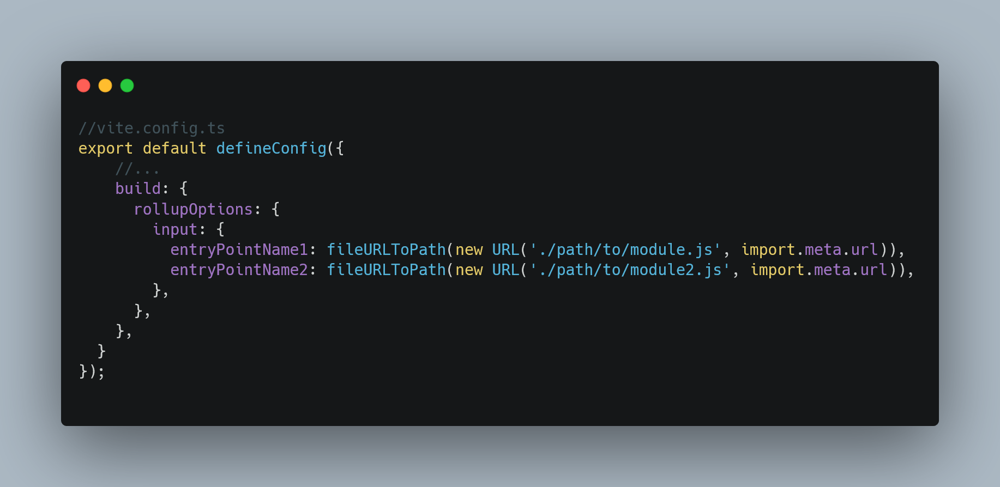 //vite.config.ts
export default defineConfig({
    //...
    build: {
      rollupOptions: {
        input: {
          entryPointName1: fileURLToPath(new URL('./path/to/module.js', import.meta.url)),
          entryPointName2: fileURLToPath(new URL('./path/to/module2.js', import.meta.url)),
        },
      },
    },
  }
});